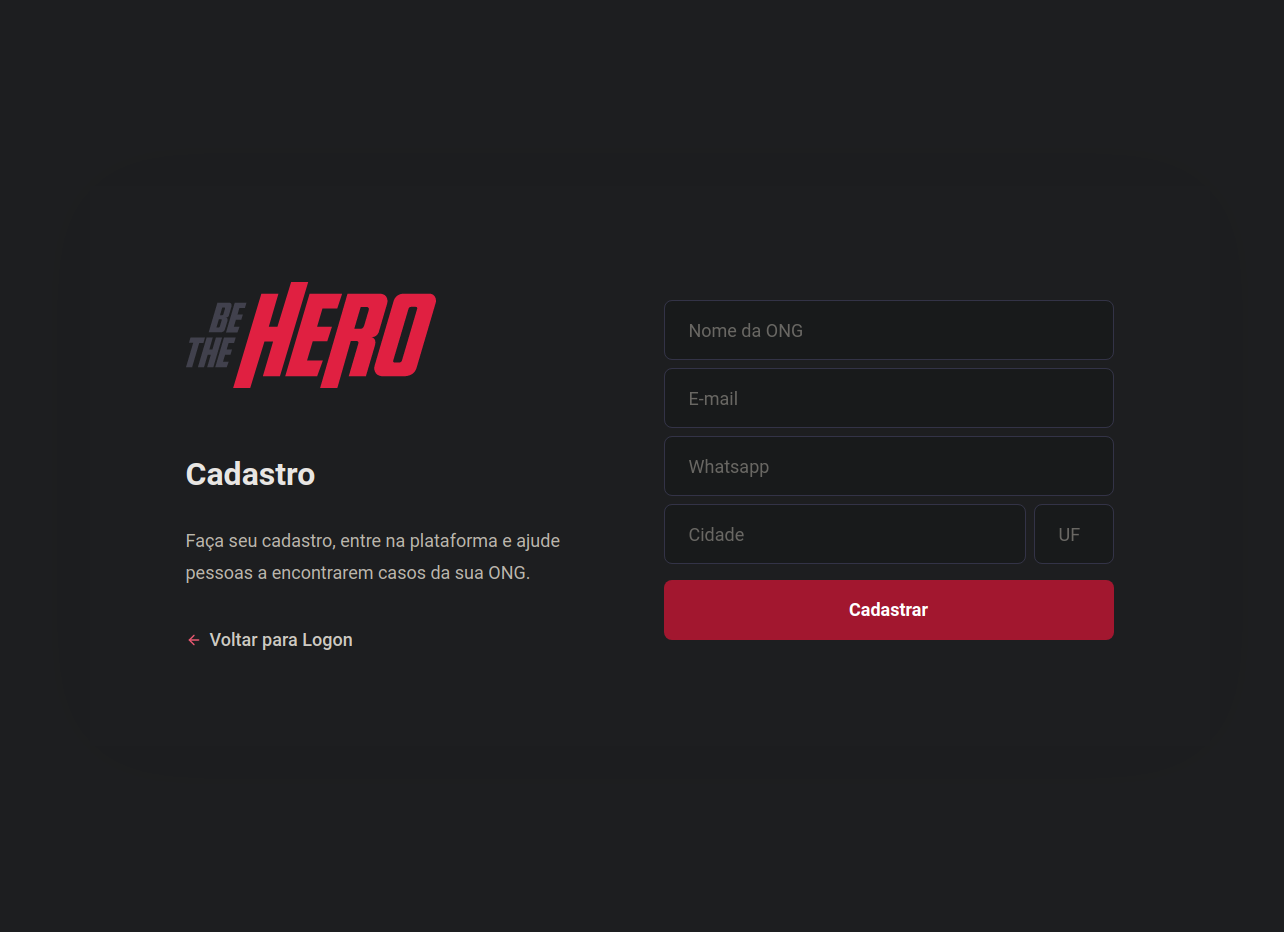 BE
THE
HERO
Cadastro
Faça seu cadastro, entre na plataforma e ajude
pessoas a encontrarem casos da sua ONG.
Voltar para Logon
Nome da ONG
E-mail
Whatsapp
Cidade
UF
Cadastrar